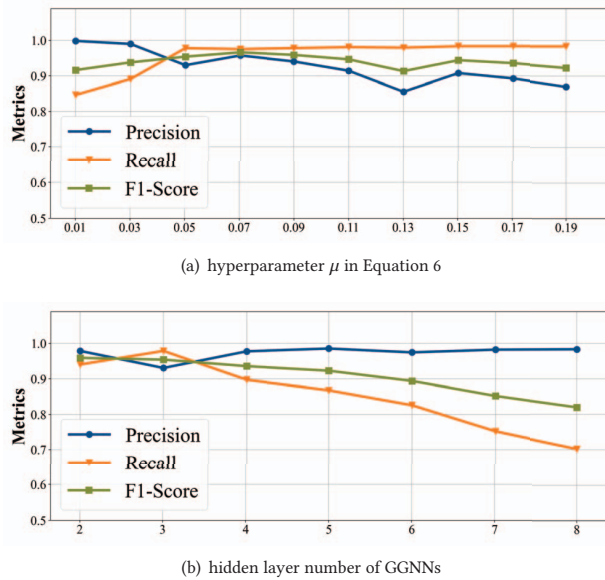 1.0
0.9
0.8
0.7
0.6
0.5
Metrics
Precision
Recall
F1-Score
0.01 0.03 0.05 0.07 0.09 0.11 0.13 0.15 0.17 0.19
(a) hyperparameter μ in Equation 6
1.0
0.9
0.8
0.7
0.6
0.5
Metrics
Precision
Recall
F1-Score
2 3 4 5 6 7 8
(b) hidden layer number of GGNNs